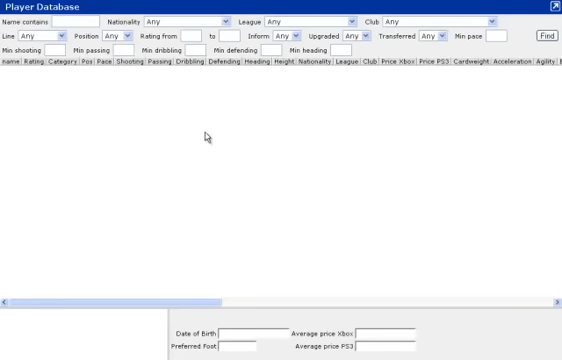 Player Database
Name contains Nationality Any League Any Club Any
Line Any Position Any Rating from to Inform Any Upgraded Any Transferred Any Min pace Find
Min shooting Min passing Min dribbling Min defending Min heading
name Rating Category Pos Pace Shooting Passing Dribbling Defending Heading Height Nationality League Club Price Xbox Price PS3 Cardweight Acceleration Agility
Date of Birth Average price Xbox
Preferred Foot Average price PS3